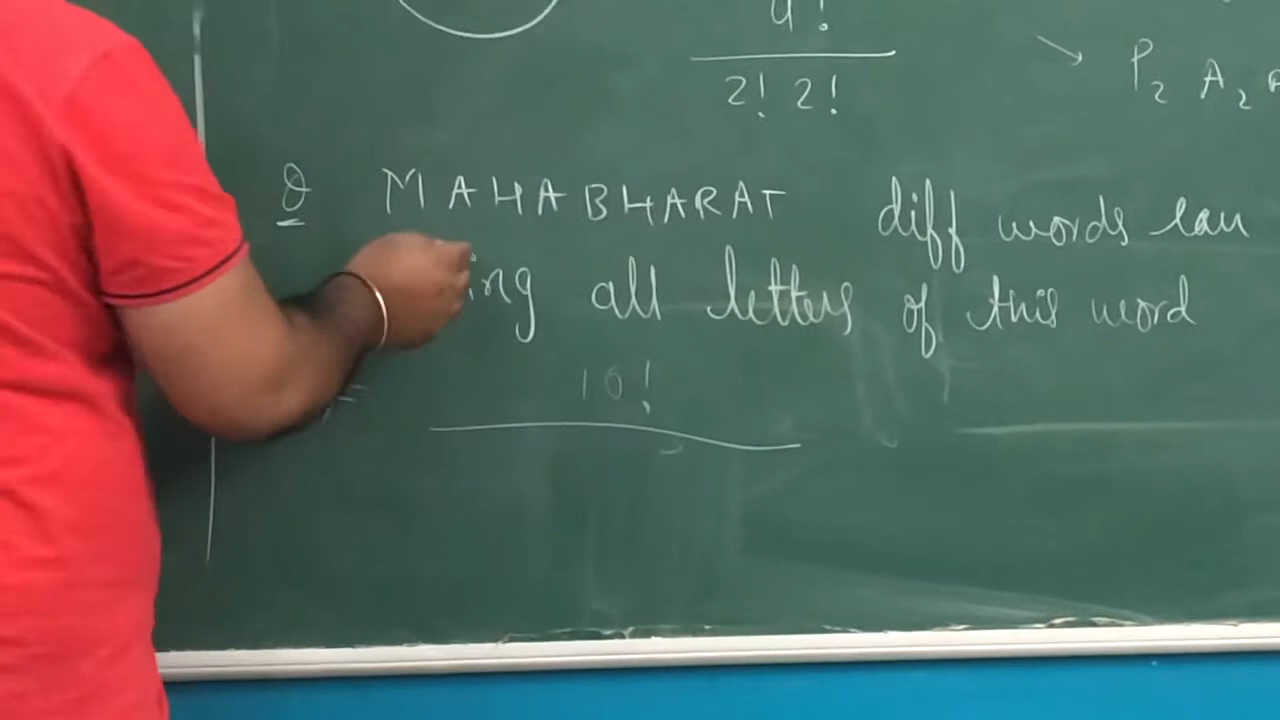 2! 2!
→ P₂ A₂
Q MAHABHARAT diff words can
ing all letters of this word
10!